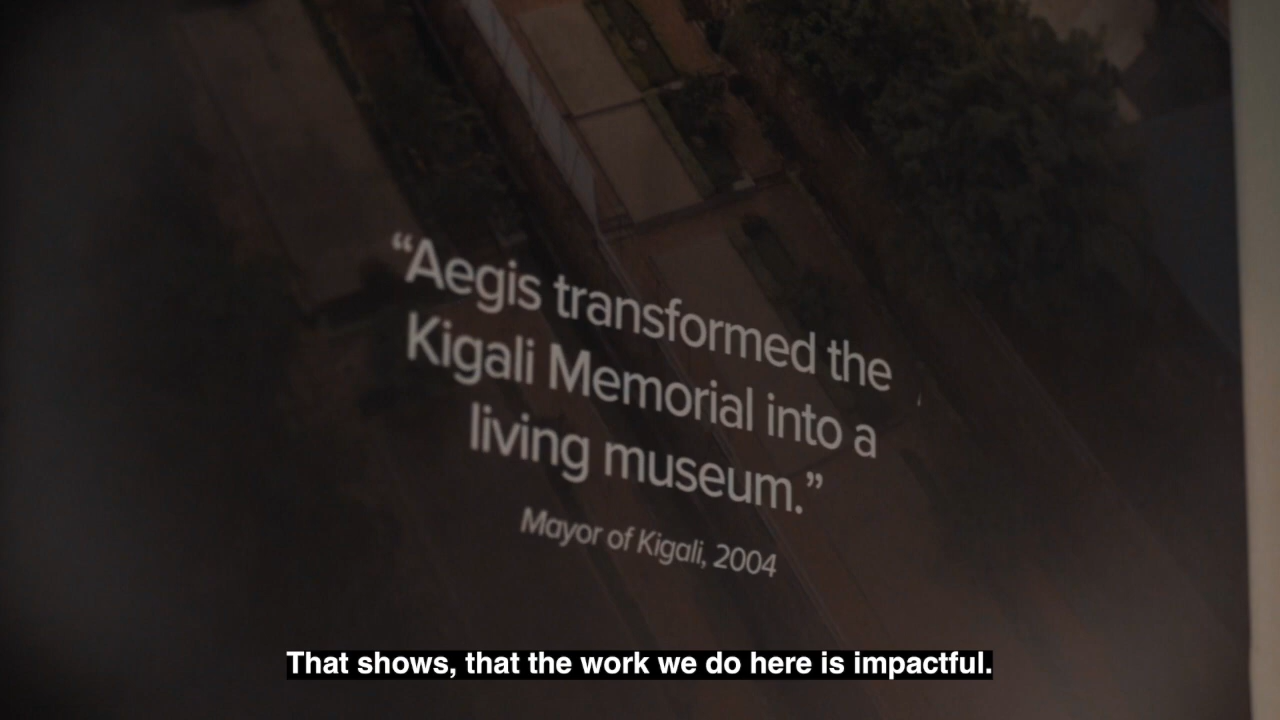 “Aegis transformed the
Kigali Memorial into a
living museum.”
Mayor of Kigali, 2004
That shows, that the work we do here is impactful.